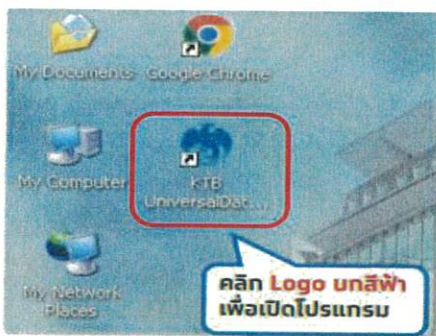 My Documents
Google Chrome
My Computer
KTB
UniversalDat...
My Network
Places
คลิก Logo นกสีฟ้า
เพื่อเปิดโปรแกรม